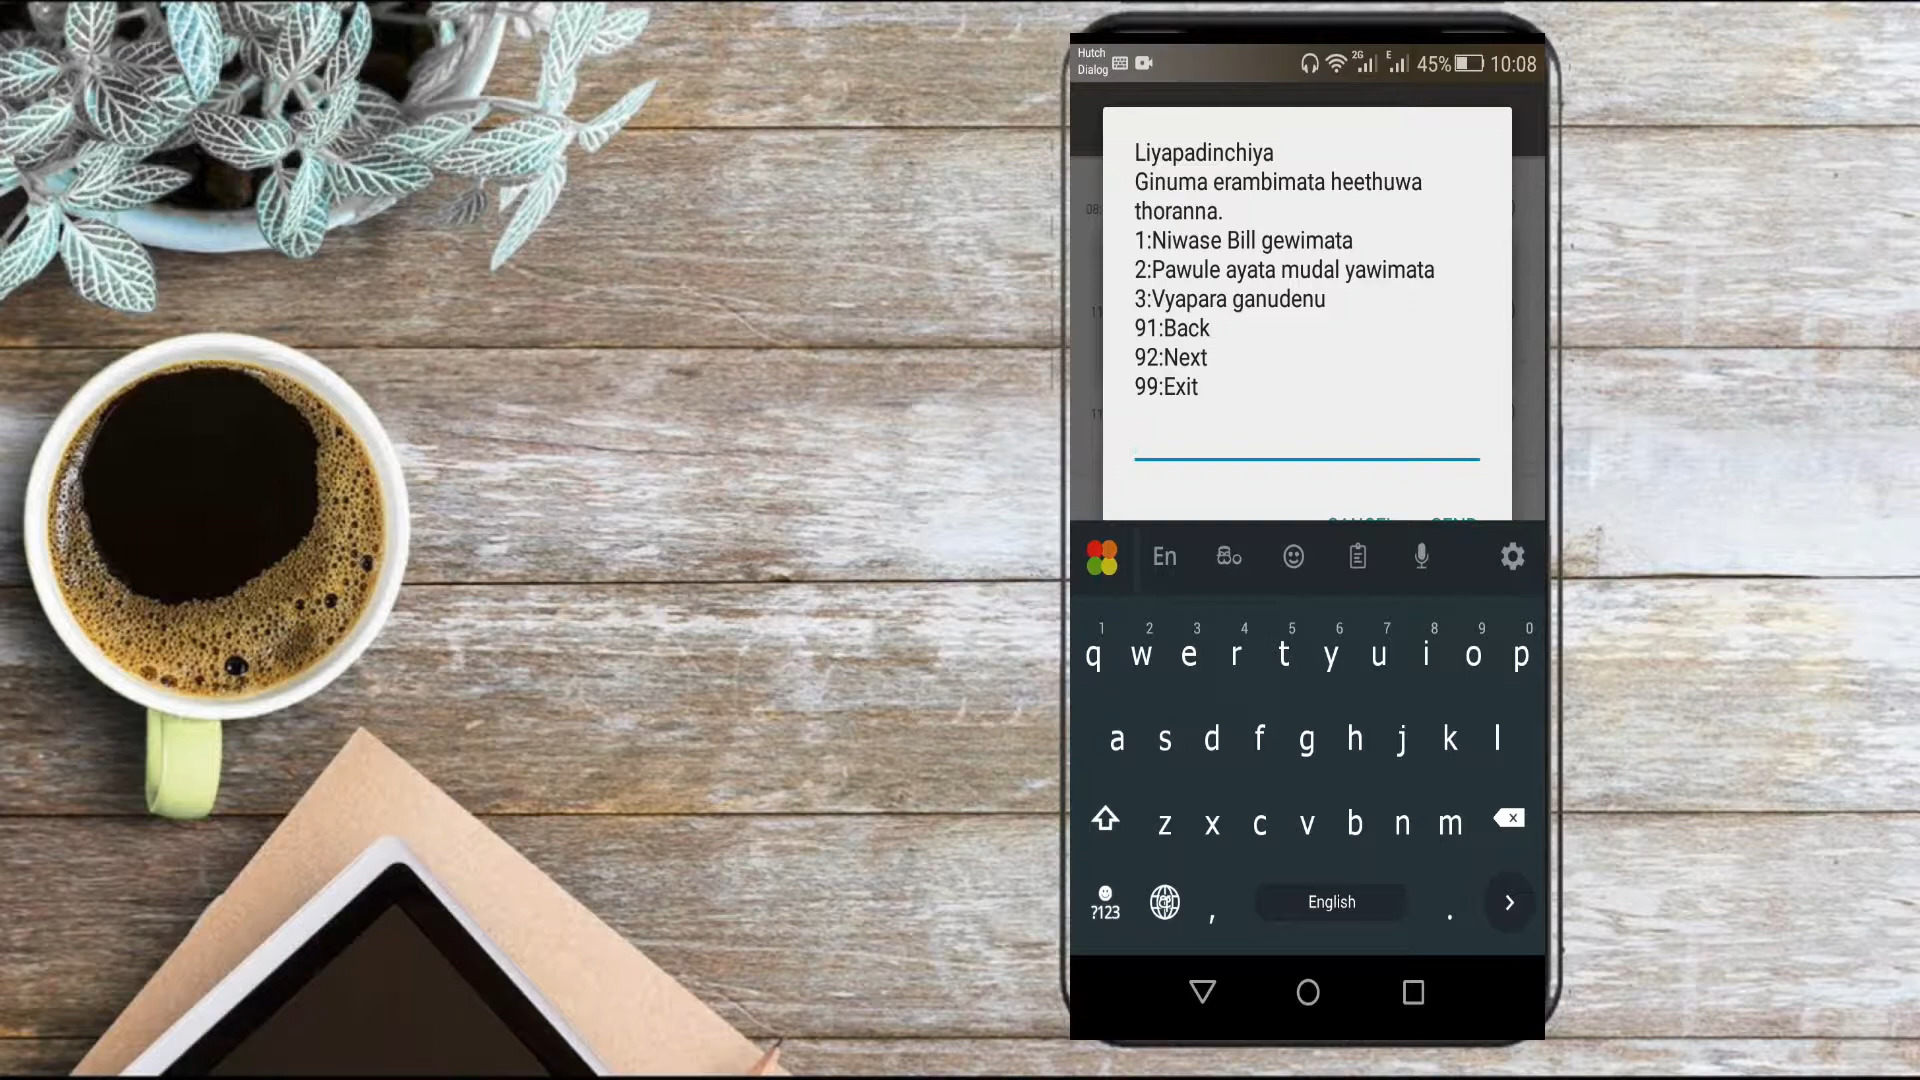 Hutch
Dialog
2G
E
45%
10:08
Liyapadinchiya
Ginuma erambimata heethuwa
thoranna.
1:Niwase Bill gewimata
2:Pawule ayata mudal yawimata
3:Vyapara ganudenu
91:Back
92:Next
99:Exit
En
සිං
1 2 3 4 5 6 7 8 9 0
q w e r t y u i o p
a s d f g h j k l
z x c v b n m
?123
,
English
.